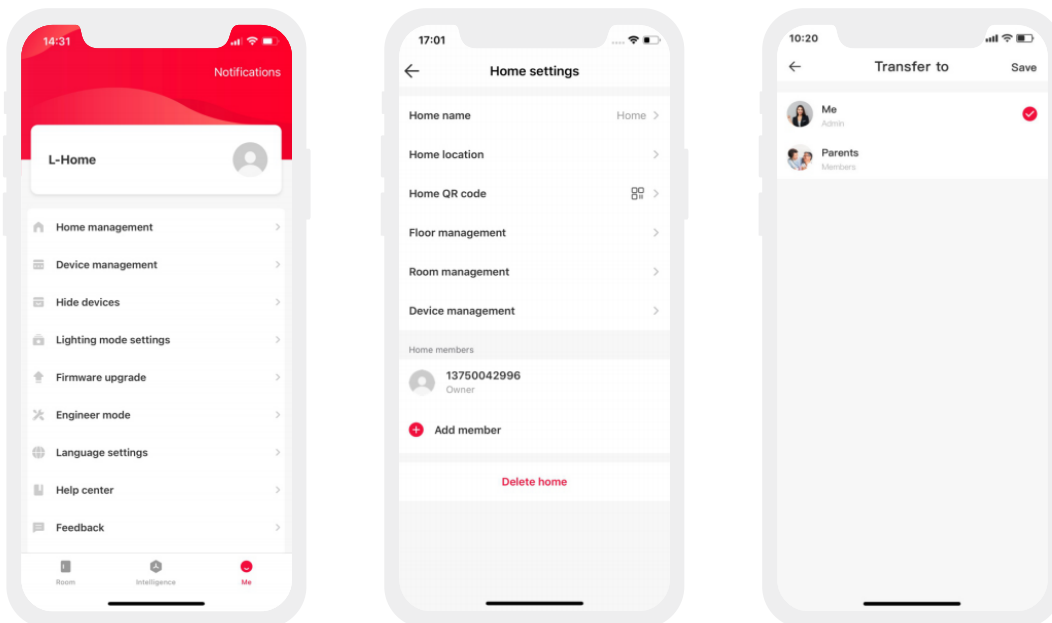 14:31
Notifications
L-Home
Home management
Device management
Hide devices
Lighting mode settings
Firmware upgrade
Engineer mode
Language settings
Help center
Feedback
Room
Intelligence
Me
17:01
Home settings
Home name
Home
Home location
Home QR code
Floor management
Room management
Device management
Home members
13750042996
Owner
Add member
Delete home
10:20
Transfer to
Save
Me
Admin
Parents
Members